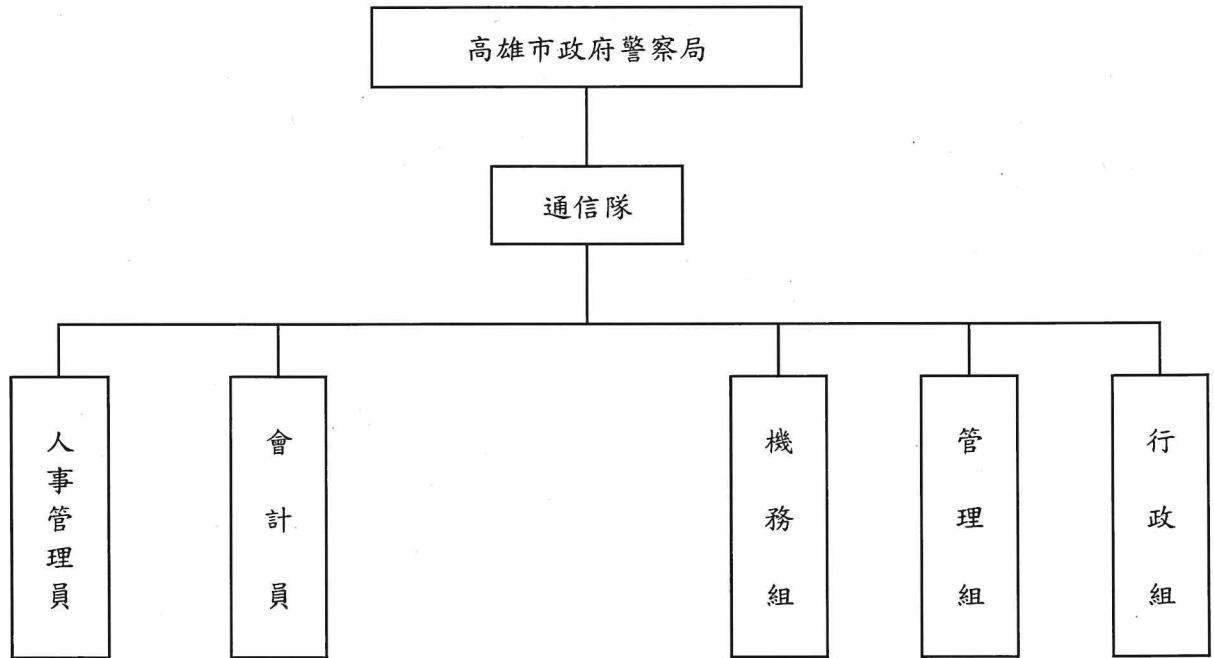 高雄市政府警察局
通信隊
人事管理員
會計員
機務組
管理組
行政組